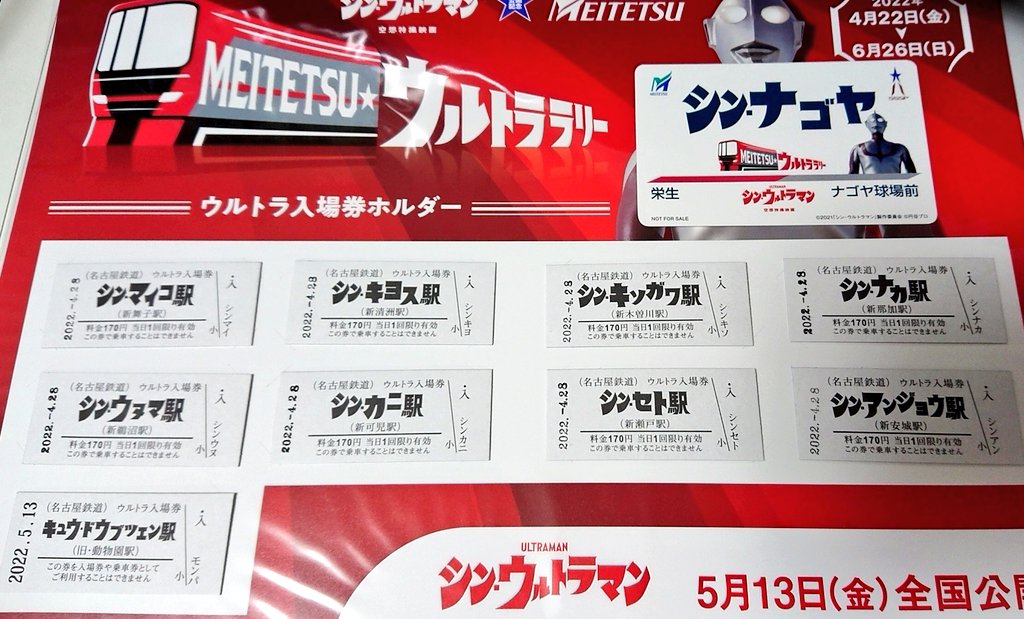 シン・ウルトラマン
空想特撮映画
MEITETSU
2022年
4月22日(金)
6月26日(日)
MEITETSU★
ウルトララリー
シン・ナゴヤ
MEITETSU★ウルトララリー
栄生
シン・ウルトラマン
空想特撮映画
ナゴヤ球場前
NOT FOR SALE
©2021「シン・ウルトラマン」製作委員会 ©円谷プロ
ウルトラ入場券ホルダー
2022.-4.28
(名古屋鉄道) ウルトラ入場券
シン・マイコ駅
(新舞子駅)
料金170円 当日1回限り有効
この券で乗車することはできません
・入 シンマイ 小
2022.-4.28
(名古屋鉄道) ウルトラ入場券
シン・キヨス駅
(新清洲駅)
料金170円 当日1回限り有効
この券で乗車することはできません
・入 シンキヨ 小
2022.-4.28
(名古屋鉄道) ウルトラ入場券
シン・キソガワ駅
(新木曽川駅)
料金170円 当日1回限り有効
この券で乗車することはできません
・入 シンキソ 小
2022.-4.28
(名古屋鉄道) ウルトラ入場券
シン・ナカ駅
(新那加駅)
料金170円 当日1回限り有効
この券で乗車することはできません
・入 シンナカ 小
2022.-4.28
(名古屋鉄道) ウルトラ入場券
シン・ウヌマ駅
(新鵜沼駅)
料金170円 当日1回限り有効
この券で乗車することはできません
・入 シンウヌ 小
2022.-4.28
(名古屋鉄道) ウルトラ入場券
シン・カニ駅
(新可児駅)
料金170円 当日1回限り有効
この券で乗車することはできません
・入 シンカニ 小
2022.-4.28
(名古屋鉄道) ウルトラ入場券
シン・セト駅
(新瀬戸駅)
料金170円 当日1回限り有効
この券で乗車することはできません
・入 シンセト 小
2022.-4.28
(名古屋鉄道) ウルトラ入場券
シン・アンジョウ駅
(新安城駅)
料金170円 当日1回限り有効
この券で乗車することはできません
・入 シンアン 小
2022.5.13
(名古屋鉄道) ウルトラ入場券
キュウ・ドウブツエン駅
(旧・動物園駅)
この券を入場券や乗車券として
ご利用することはできません
・入 モンパ 小
ULTRAMAN
シン・ウルトラマン
5月13日(金)全国公開